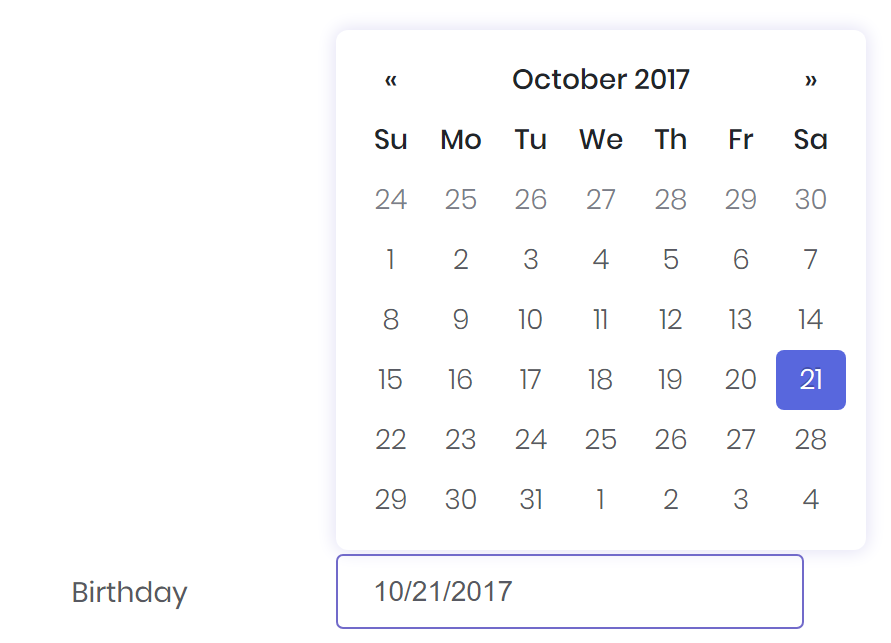 « October 2017 »
Su Mo Tu We Th Fr Sa
24 25 26 27 28 29 30
1 2 3 4 5 6 7
8 9 10 11 12 13 14
15 16 17 18 19 20 21
22 23 24 25 26 27 28
29 30 31 1 2 3 4
Birthday 10/21/2017